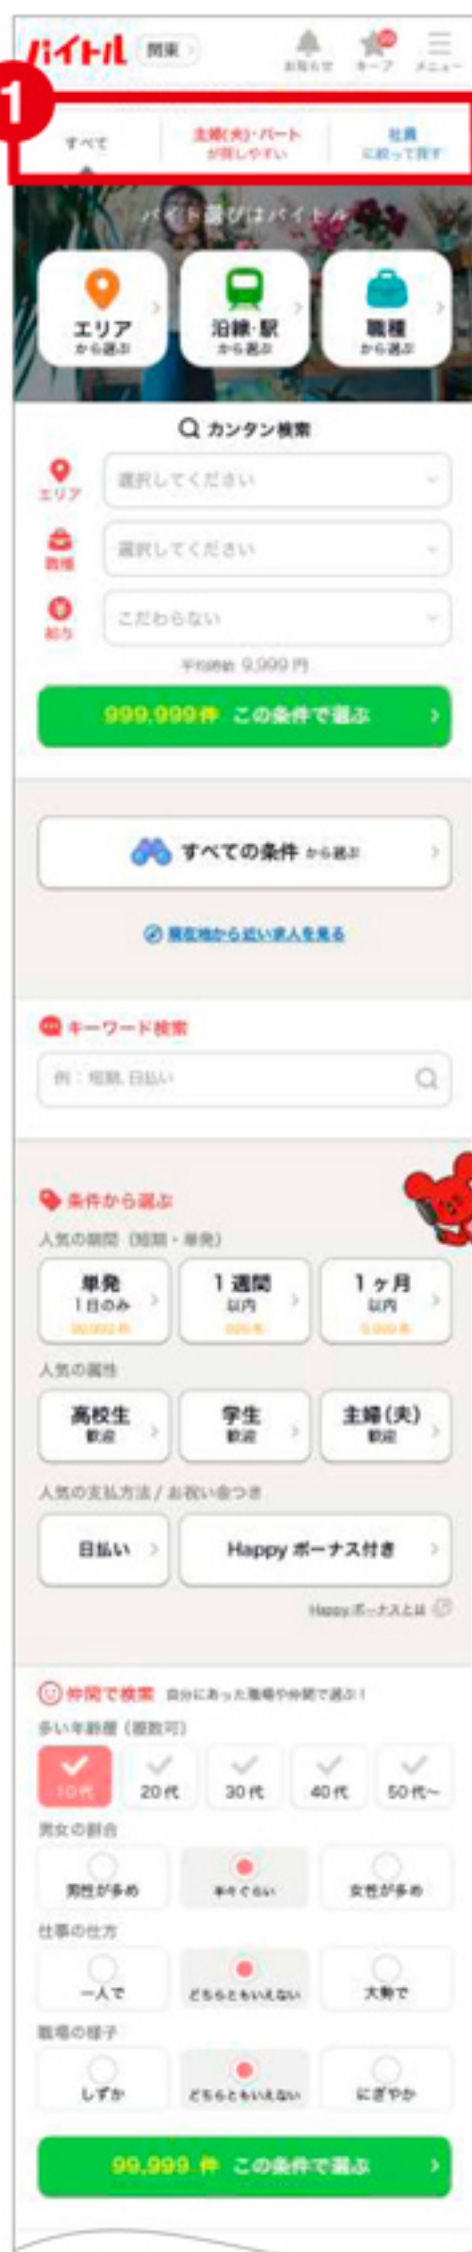 バイトル 関東
お知らせ キープ メニュー
1
すべて
主婦(夫)・パート
が探しやすい
社員
に絞って探す
バイト選びはバイトル
エリア
から選ぶ
沿線・駅
から選ぶ
職種
から選ぶ
カンタン検索
エリア 選択してください
職種 選択してください
給与 こだわらない
平均時給 9,999 円
999,999件 この条件で選ぶ
すべての条件 から選ぶ
現在地から近い求人を見る
キーワード検索
例：短期, 日払い
条件から選ぶ
人気の期間（短期・単発）
単発
1日のみ
99,999 件
1 週間
以内
999 件
1 ヶ月
以内
9,999 件
人気の属性
高校生
歓迎
学生
歓迎
主婦(夫)
歓迎
人気の支払方法 / お祝い金つき
日払い
Happy ボーナス付き
Happy ボーナスとは
仲間で検索 自分にあった職場や仲間で選ぶ！
多い年齢層（複数可）
10代 20代 30代 40代 50代〜
男女の割合
男性が多め 半々ぐらい 女性が多め
仕事の仕方
一人で どちらともいえない 大勢で
職場の様子
しずか どちらともいえない にぎやか
99,999 件 この条件で選ぶ